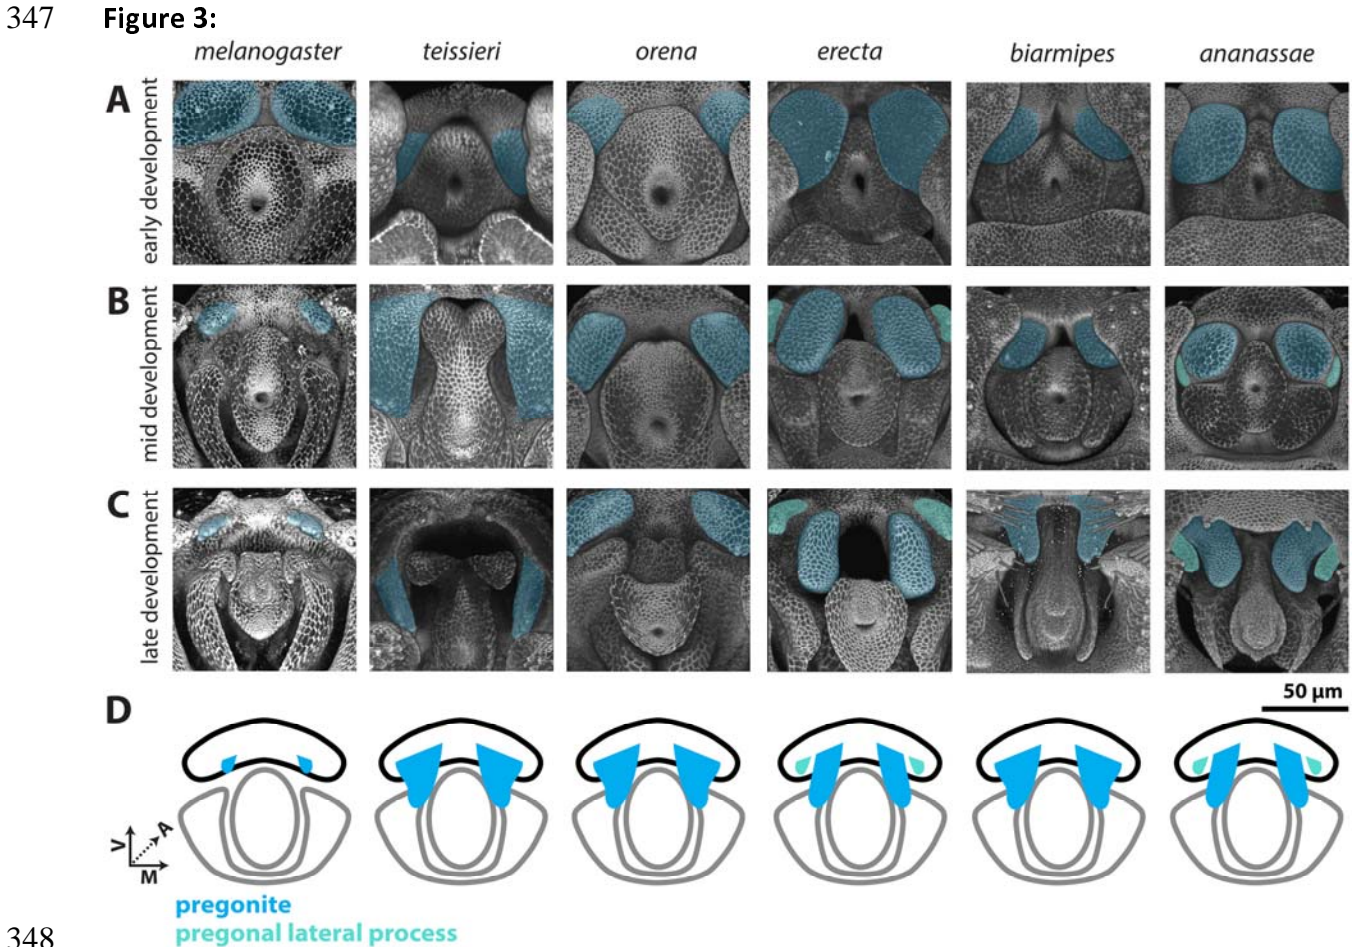 347 Figure 3:
melanogaster teissieri orena erecta biarmipes ananassae
A early development
B mid development
C late development
50 µm
D
V A
M
pregonite
348 pregonal lateral process